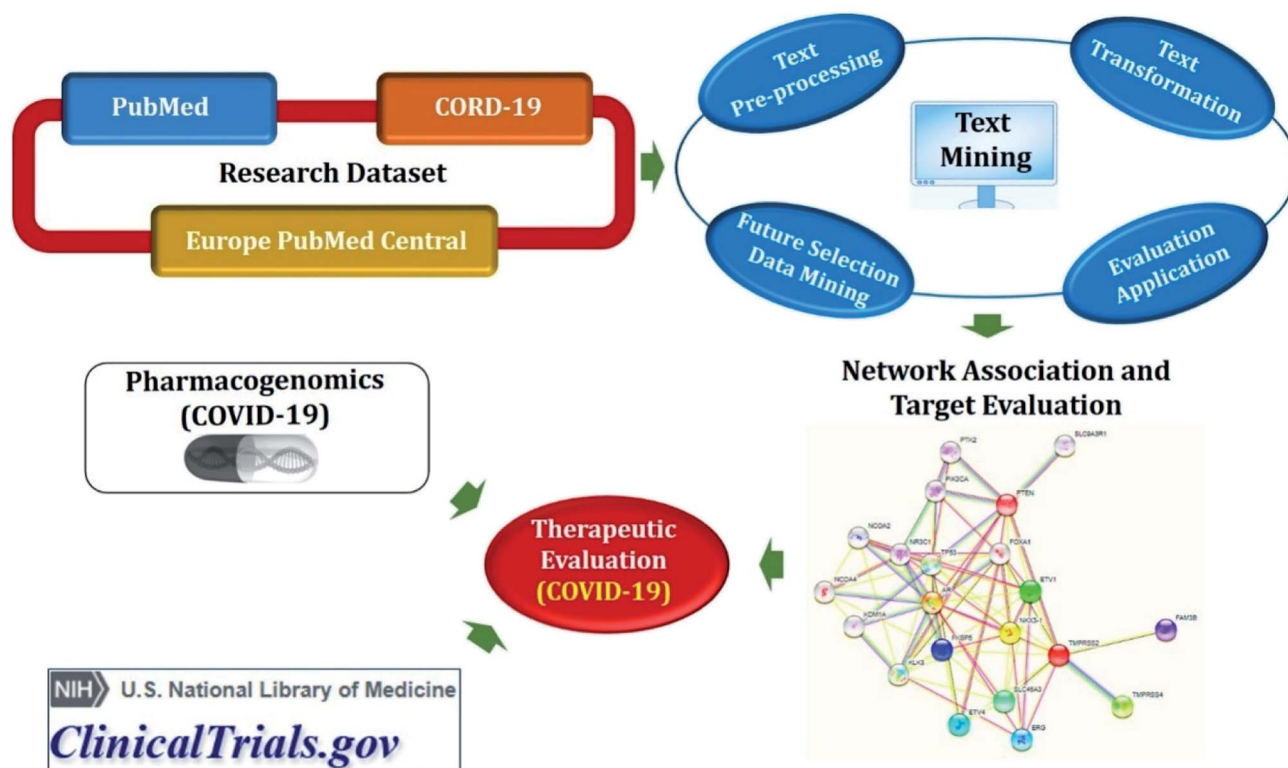 PubMed
CORD-19
Research Dataset
Europe PubMed Central
Text
Pre-processing
Text
Transformation
Text
Mining
Future Selection
Data Mining
Evaluation
Application
Pharmacogenomics
(COVID-19)
Network Association and
Target Evaluation
Therapeutic
Evaluation
(COVID-19)
PTK2
SLC9A3R1
PIK3CA
PTEN
NCOA2
NR3C1
TP53
FOXA1
NCOA4
AR
ETV1
KDM1A
NKX3-1
FAM3B
FKBP5
TMPRSS2
KLK3
SLC45A3
TMPRSS4
ETV4
ERG
NIH U.S. National Library of Medicine
ClinicalTrials.gov